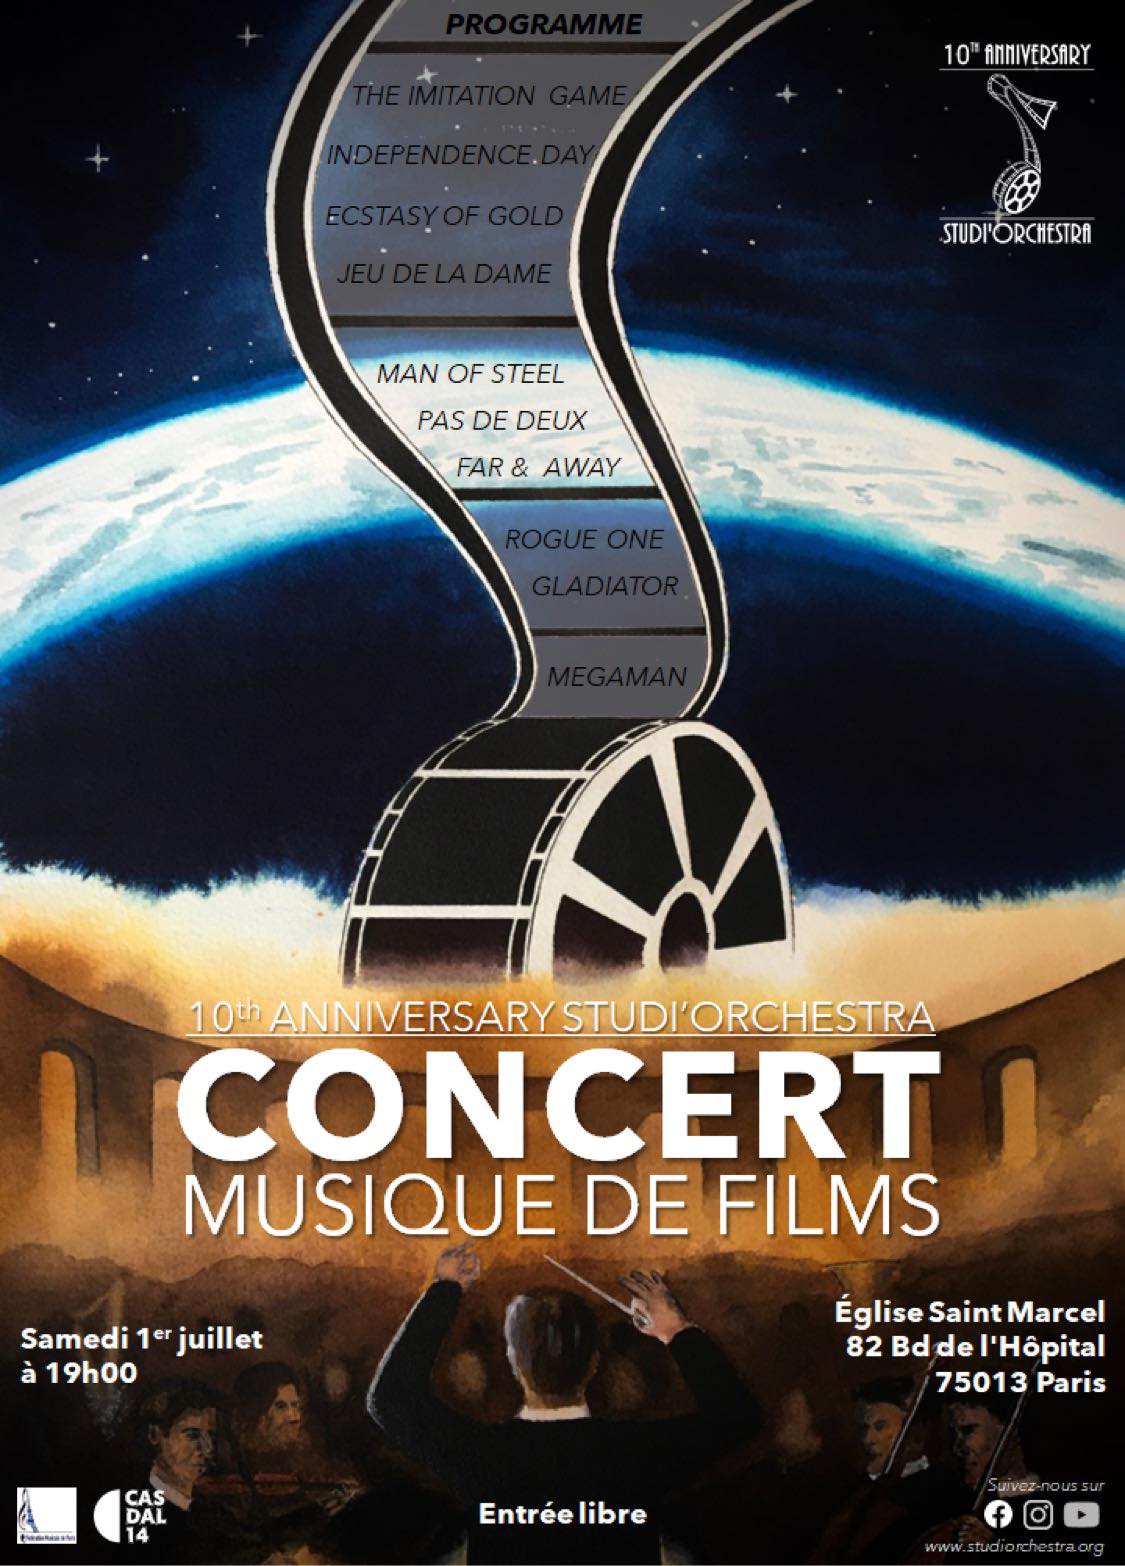 PROGRAMME
10TH ANNIVERSARY
STUDI'ORCHESTRA
THE IMITATION GAME
INDEPENDENCE DAY
ECSTASY OF GOLD
JEU DE LA DAME
MAN OF STEEL
PAS DE DEUX
FAR & AWAY
ROGUE ONE
GLADIATOR
MEGAMAN
10th ANNIVERSARY STUDI'ORCHESTRA
CONCERT
MUSIQUE DE FILMS
Samedi 1er juillet
à 19h00
Église Saint Marcel
82 Bd de l'Hôpital
75013 Paris
CAS
DAL
14
Entrée libre
Suivez-nous sur
www.studiorchestra.org